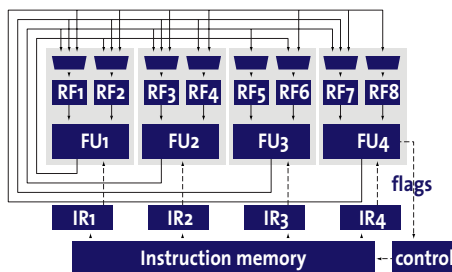 RF1 RF2 RF3 RF4 RF5 RF6 RF7 RF8
FU1 FU2 FU3 FU4
flags
IR1 IR2 IR3 IR4
Instruction memory control